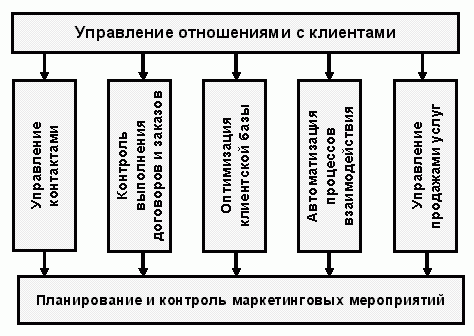 Управление отношениями с клиентами
Управление
контактами
Контроль
выполнения
договоров и заказов
Оптимизация
клиентской базы
Автоматизация
процессов
взаимодействия
Управление
продажами услуг
Планирование и контроль маркетинговых мероприятий